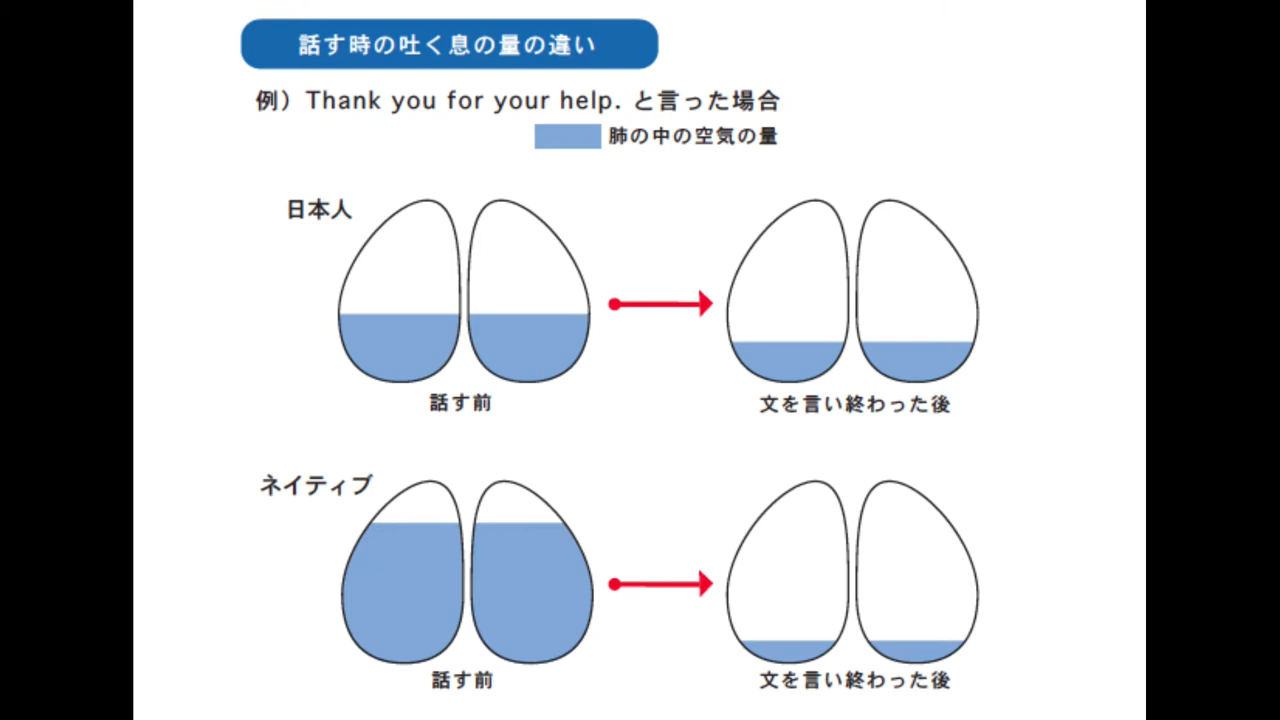 話す時の吐く息の量の違い
例）Thank you for your help. と言った場合
肺の中の空気の量
日本人
話す前
文を言い終わった後
ネイティブ
話す前
文を言い終わった後